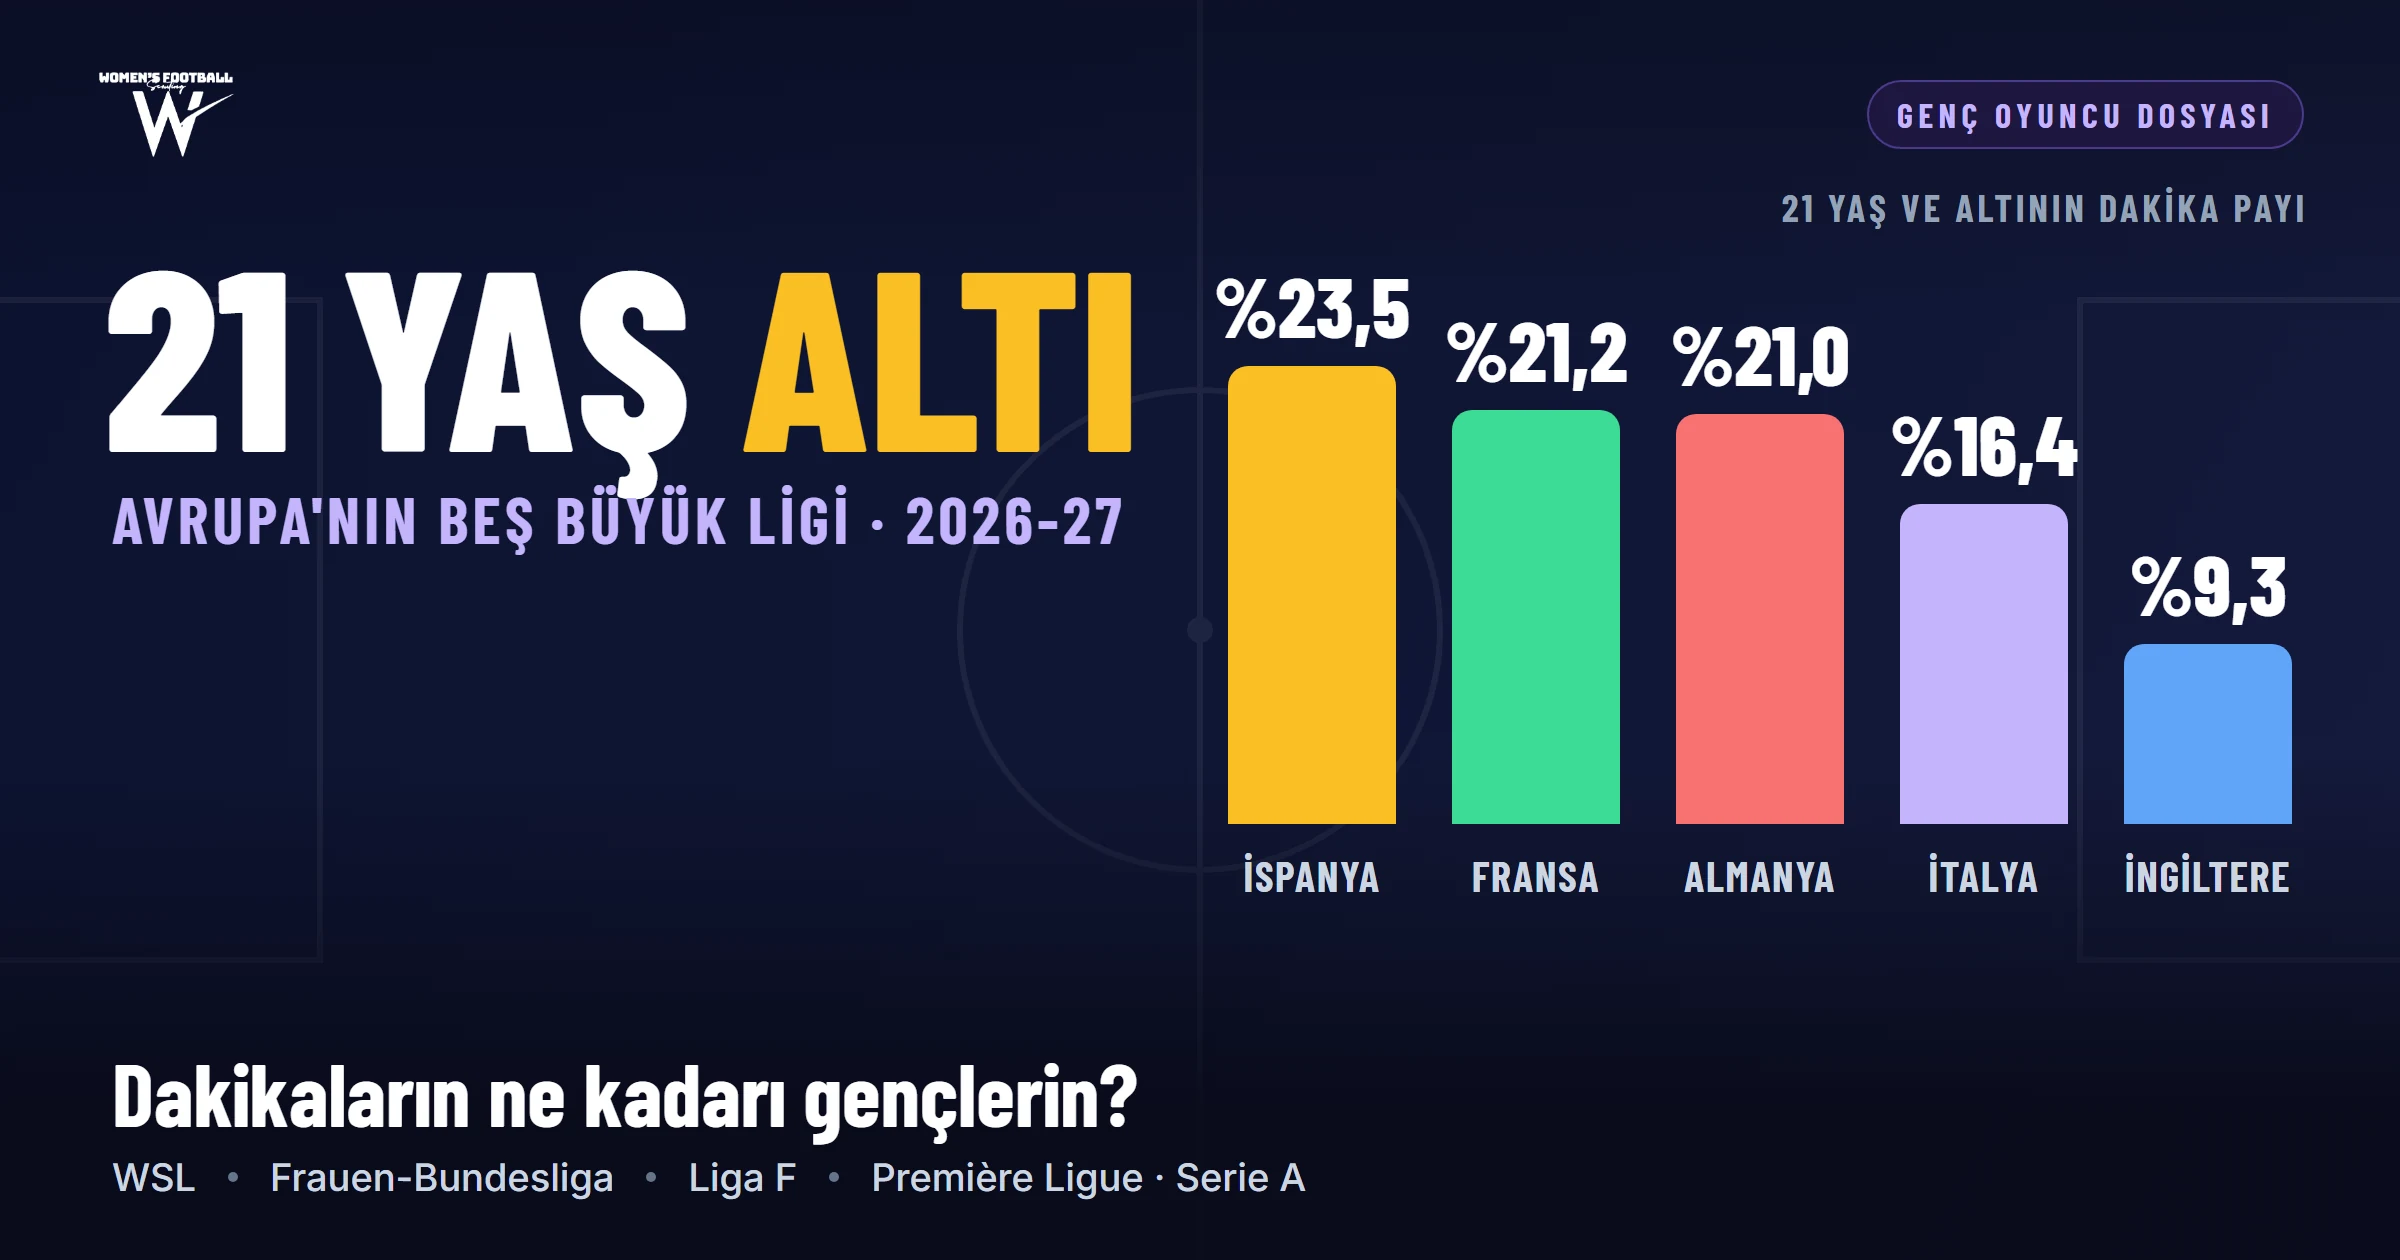 WOMEN'S FOOTBALL
W
GENÇ OYUNCU DOSYASI
21 YAŞ VE ALTININ DAKİKA PAYI
21 YAŞ ALTI
AVRUPA'NIN BEŞ BÜYÜK LİGİ · 2026-27
%23,5
%21,2
%21,0
%16,4
%9,3
İSPANYA
FRANSA
ALMANYA
İTALYA
İNGİLTERE
Dakikaların ne kadarı gençlerin?
WSL • Frauen-Bundesliga • Liga F • Première Ligue · Serie A